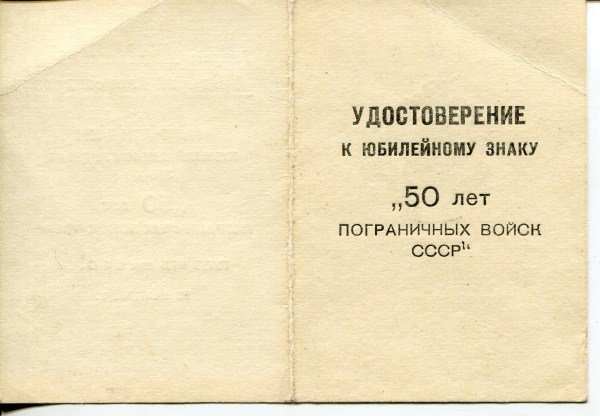 УДОСТОВЕРЕНИЕ
К ЮБИЛЕЙНОМУ ЗНАКУ
„50 лет
ПОГРАНИЧНЫХ ВОЙСК
СССР"